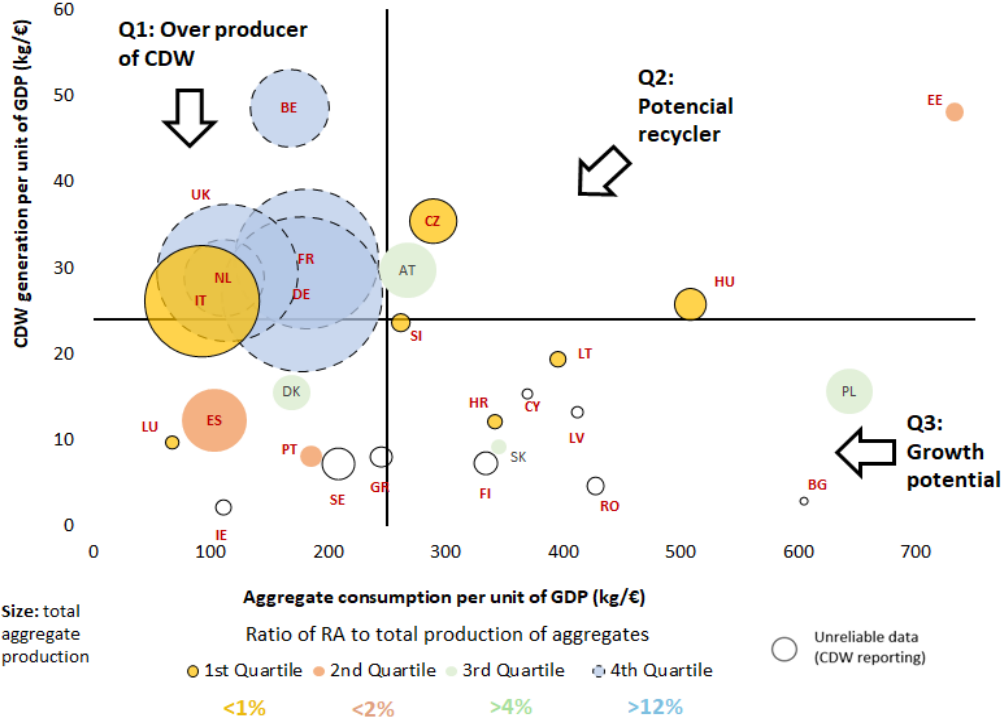 60
50
40
30
20
10
0
CDW generation per unit of GDP (kg/€)
Q1: Over producer
of CDW
Q2:
Potencial
recycler
Q3:
Growth
potential
BE
EE
UK
CZ
FR
NL
AT
DE
IT
HU
SI
LT
DK
PL
HR
CY
LU
ES
LV
PT
SK
GR
SE
FI
BG
RO
IE
0
100
200
300
400
500
600
700
Aggregate consumption per unit of GDP (kg/€)
Size: total
aggregate
production
Ratio of RA to total production of aggregates
1st Quartile 2nd Quartile 3rd Quartile 4th Quartile
<1% <2% >4% >12%
Unreliable data
(CDW reporting)